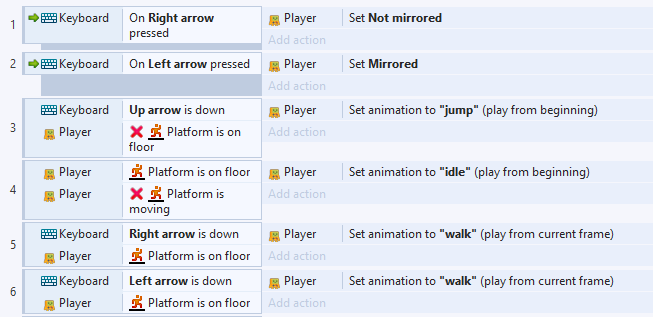 1 Keyboard On Right arrow pressed Player Set Not mirrored
Add action
2 Keyboard On Left arrow pressed Player Set Mirrored
Add action
3 Keyboard Up arrow is down Player Set animation to "jump" (play from beginning)
Player Platform is on floor Add action
4 Player Platform is on floor Player Set animation to "idle" (play from beginning)
Player Platform is moving Add action
5 Keyboard Right arrow is down Player Set animation to "walk" (play from current frame)
Player Platform is on floor Add action
6 Keyboard Left arrow is down Player Set animation to "walk" (play from current frame)
Player Platform is on floor Add action